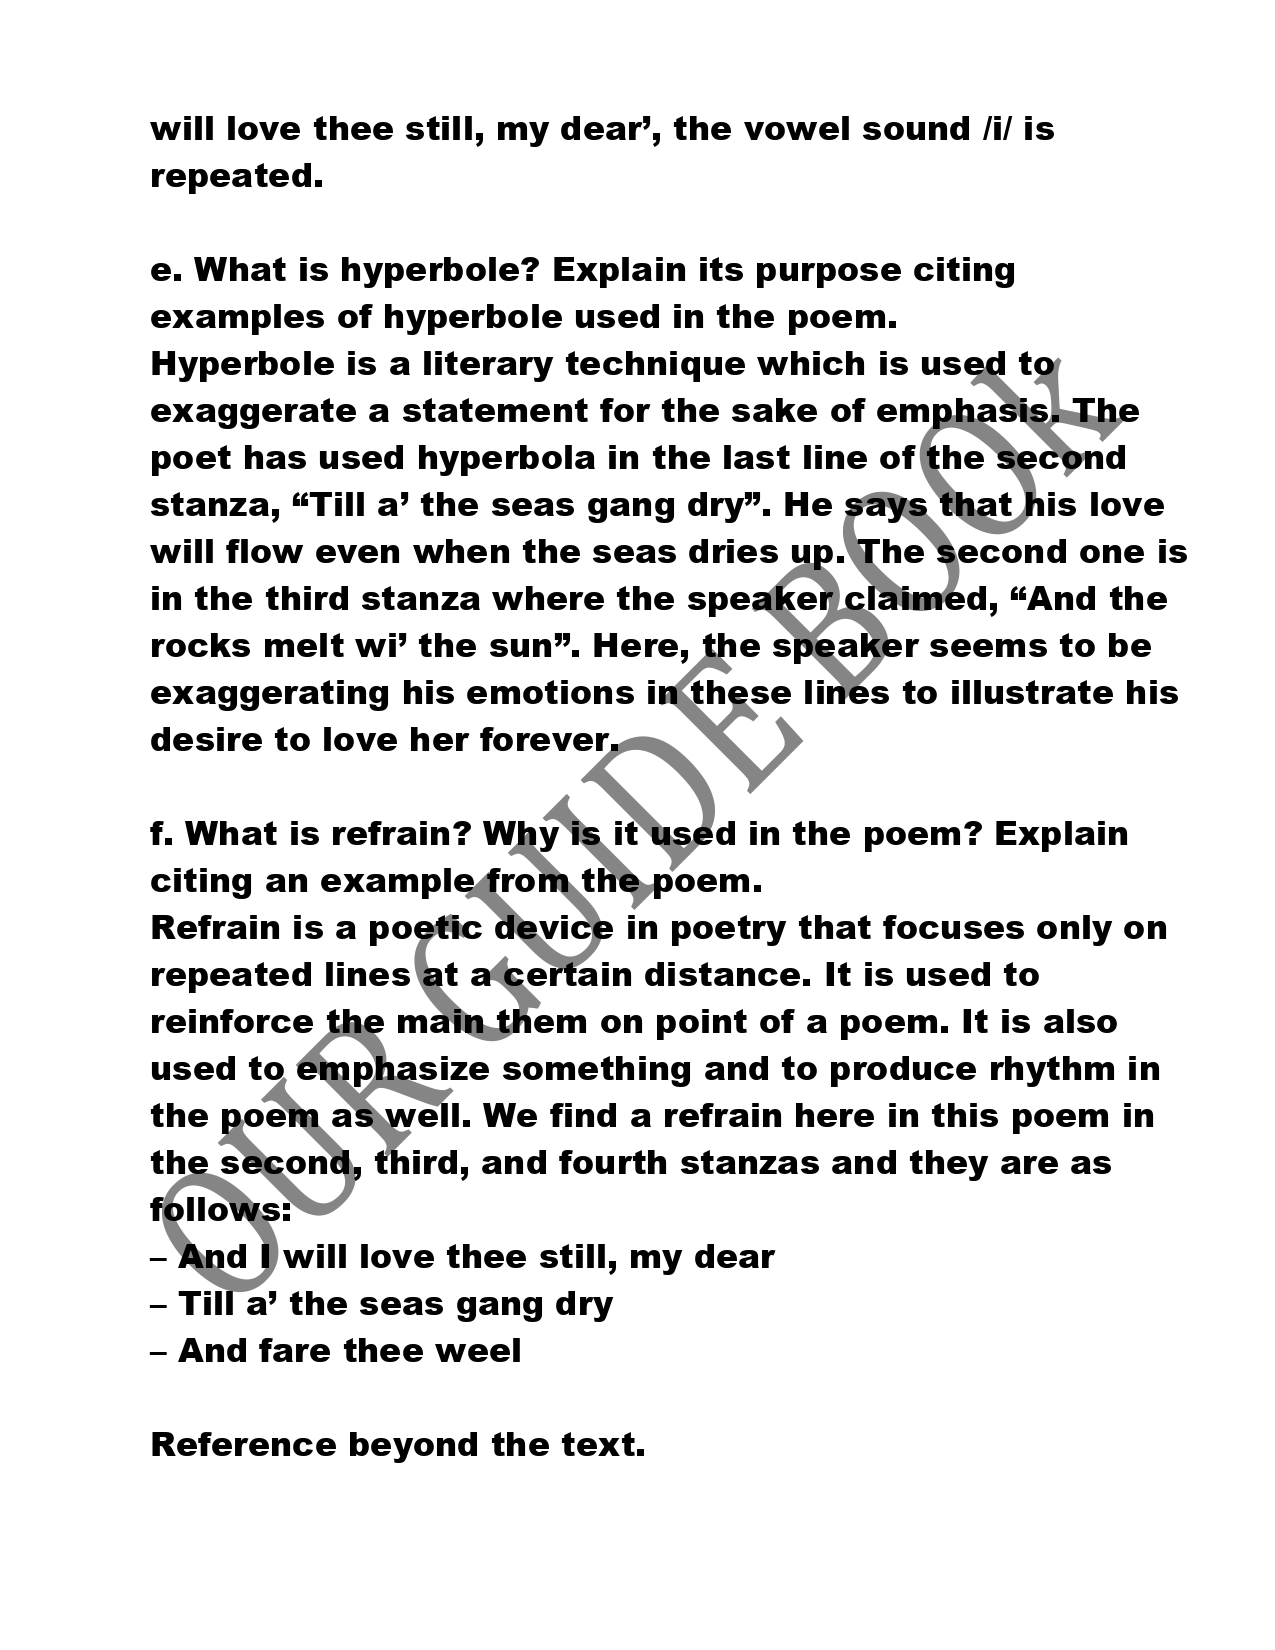 will love thee still, my dear’, the vowel sound /i/ is
repeated.
e. What is hyperbole? Explain its purpose citing
examples of hyperbole used in the poem.
Hyperbole is a literary technique which is used to
exaggerate a statement for the sake of emphasis. The
poet has used hyperbola in the last line of the second
stanza, “Till a’ the seas gang dry”. He says that his love
will flow even when the seas dries up. The second one is
in the third stanza where the speaker claimed, “And the
rocks melt wi’ the sun”. Here, the speaker seems to be
exaggerating his emotions in these lines to illustrate his
desire to love her forever.
f. What is refrain? Why is it used in the poem? Explain
citing an example from the poem.
Refrain is a poetic device in poetry that focuses only on
repeated lines at a certain distance. It is used to
reinforce the main them on point of a poem. It is also
used to emphasize something and to produce rhythm in
the poem as well. We find a refrain here in this poem in
the second, third, and fourth stanzas and they are as
follows:
– And I will love thee still, my dear
– Till a’ the seas gang dry
– And fare thee weel
Reference beyond the text.
OUR GUIDE BOOk